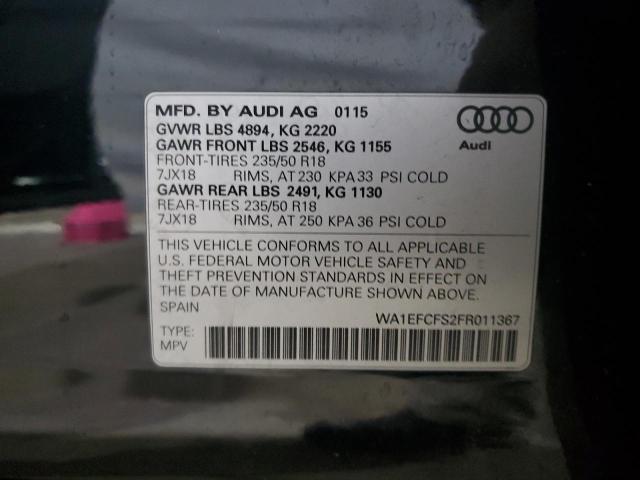 MFD. BY AUDI AG 0115
GVWR LBS 4894, KG 2220
GAWR FRONT LBS 2546, KG 1155
FRONT-TIRES 235/50 R18
7JX18 RIMS, AT 230 KPA 33 PSI COLD
GAWR REAR LBS 2491, KG 1130
REAR-TIRES 235/50 R18
7JX18 RIMS, AT 250 KPA 36 PSI COLD
Audi
THIS VEHICLE CONFORMS TO ALL APPLICABLE
U.S. FEDERAL MOTOR VEHICLE SAFETY AND
THEFT PREVENTION STANDARDS IN EFFECT ON
THE DATE OF MANUFACTURE SHOWN ABOVE.
SPAIN
WA1EFCFS2FR011367
TYPE:
MPV